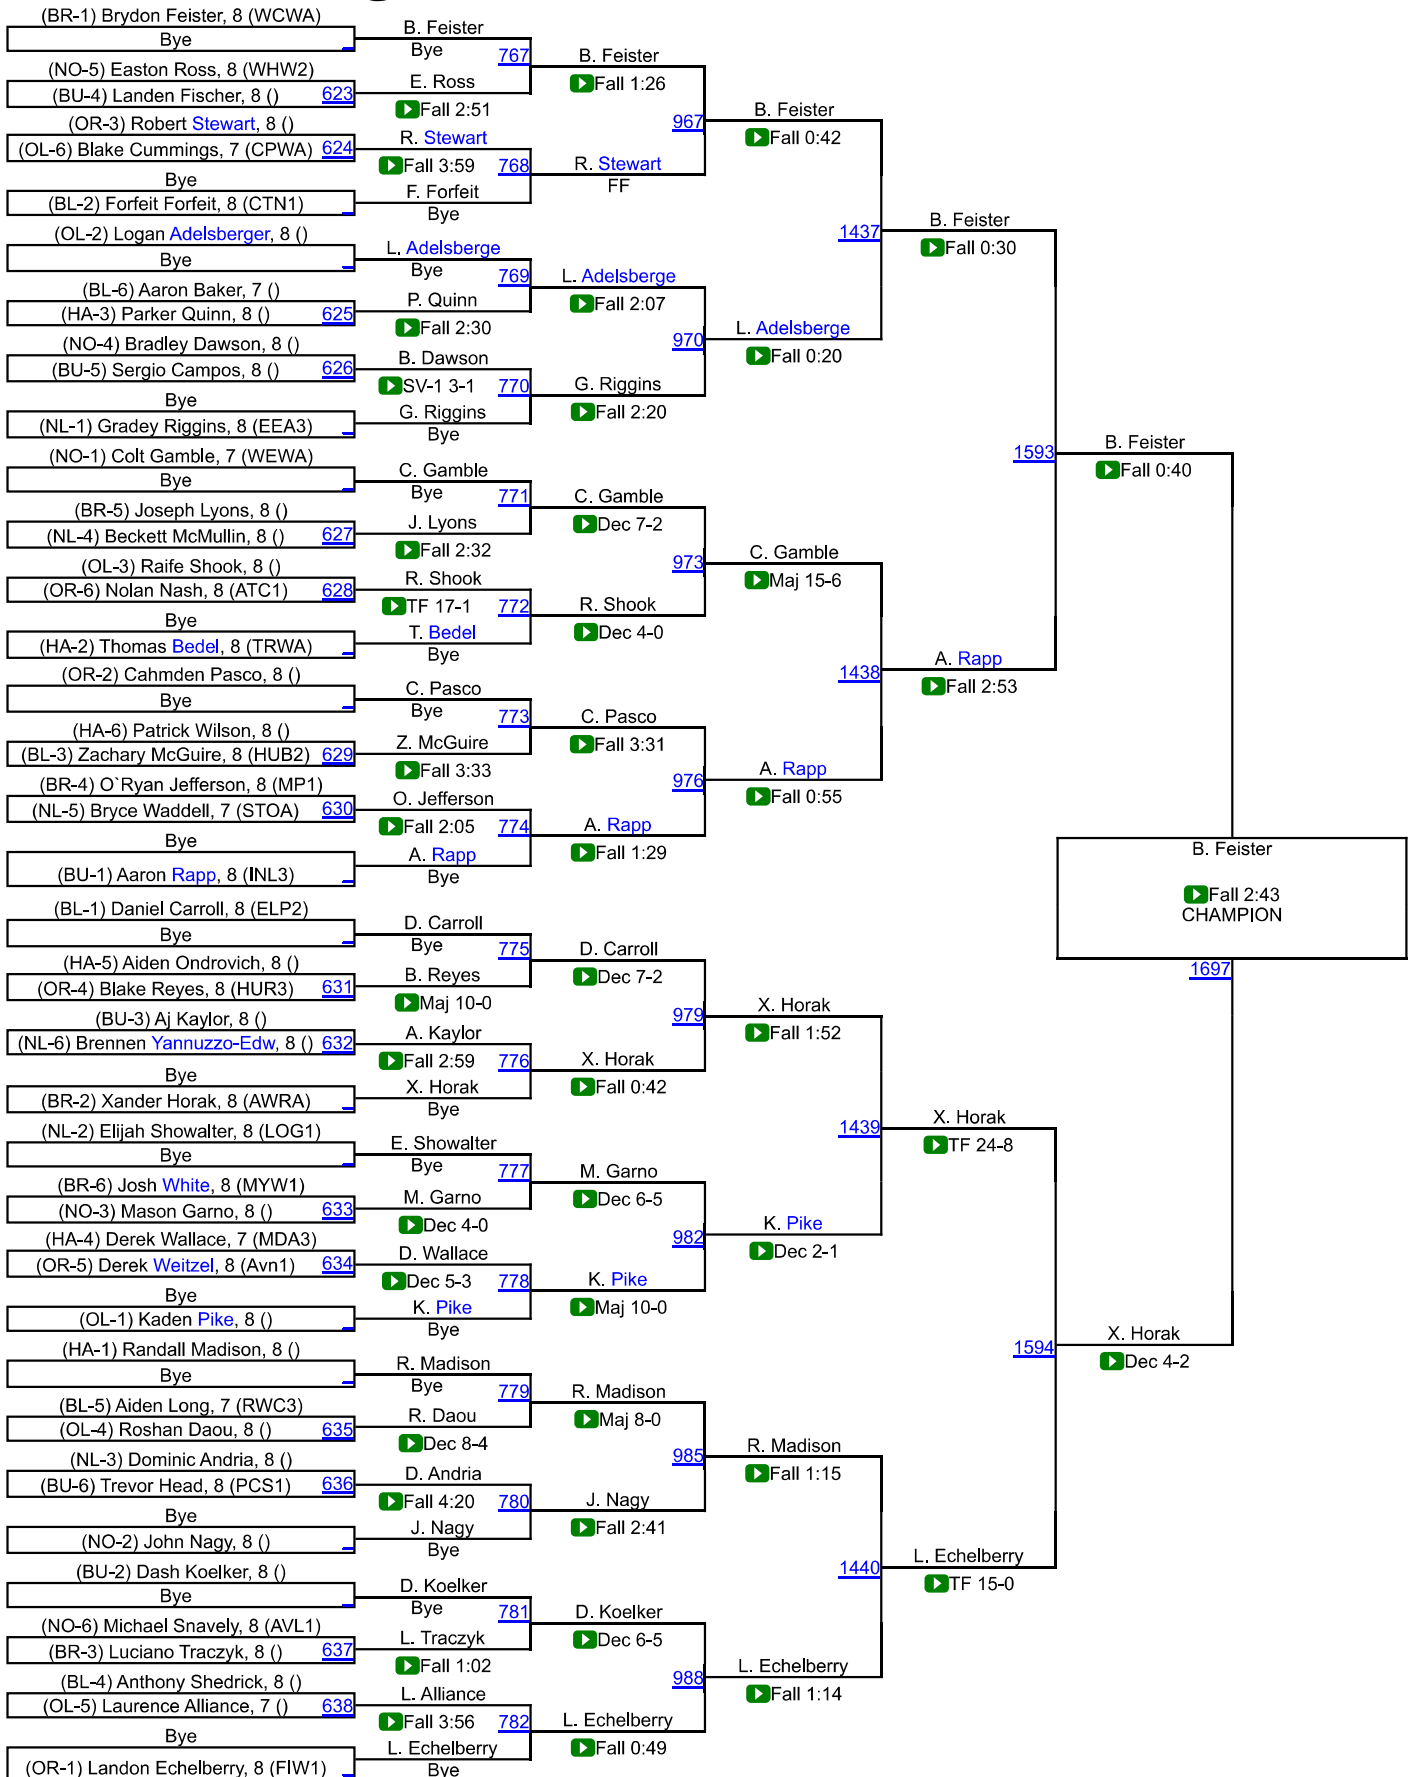 (BR-1) Brydon Feister, 8 (WCWA)
Bye
(NO-5) Easton Ross, 8 (WHW2)
(BU-4) Landen Fischer, 8 () 623
(OR-3) Robert Stewart, 8 ()
(OL-6) Blake Cummings, 7 (CPWA) 624
Bye
(BL-2) Forfeit Forfeit, 8 (CTN1)
(OL-2) Logan Adelsberger, 8 ()
Bye
(BL-6) Aaron Baker, 7 ()
(HA-3) Parker Quinn, 8 () 625
(NO-4) Bradley Dawson, 8 ()
(BU-5) Sergio Campos, 8 () 626
Bye
(NL-1) Gradey Riggins, 8 (EEA3)
(NO-1) Colt Gamble, 7 (WEWA)
Bye
(BR-5) Joseph Lyons, 8 ()
(NL-4) Beckett McMullin, 8 () 627
(OL-3) Raife Shook, 8 ()
(OR-6) Nolan Nash, 8 (ATC1) 628
Bye
(HA-2) Thomas Bedel, 8 (TRWA)
(OR-2) Cahmden Pasco, 8 ()
Bye
(HA-6) Patrick Wilson, 8 ()
(BL-3) Zachary McGuire, 8 (HUB2) 629
(BR-4) O`Ryan Jefferson, 8 (MP1)
(NL-5) Bryce Waddell, 7 (STOA) 630
Bye
(BU-1) Aaron Rapp, 8 (INL3)
(BL-1) Daniel Carroll, 8 (ELP2)
Bye
(HA-5) Aiden Ondrovich, 8 ()
(OR-4) Blake Reyes, 8 (HUR3) 631
(BU-3) Aj Kaylor, 8 ()
(NL-6) Brennen Yannuzzo-Edw, 8 () 632
Bye
(BR-2) Xander Horak, 8 (AWRA)
(NL-2) Elijah Showalter, 8 (LOG1)
Bye
(BR-6) Josh White, 8 (MYW1)
(NO-3) Mason Garno, 8 () 633
(HA-4) Derek Wallace, 7 (MDA3)
(OR-5) Derek Weitzel, 8 (Avn1) 634
Bye
(OL-1) Kaden Pike, 8 ()
(HA-1) Randall Madison, 8 ()
Bye
(BL-5) Aiden Long, 7 (RWC3)
(OL-4) Roshan Daou, 8 () 635
(NL-3) Dominic Andria, 8 ()
(BU-6) Trevor Head, 8 (PCS1) 636
Bye
(NO-2) John Nagy, 8 ()
(BU-2) Dash Koelker, 8 ()
Bye
(NO-6) Michael Snavely, 8 (AVL1)
(BR-3) Luciano Traczyk, 8 () 637
(BL-4) Anthony Shedrick, 8 ()
(OL-5) Laurence Alliance, 7 () 638
Bye
(OR-1) Landon Echelberry, 8 (FIW1)
B. Feister
Bye
767
E. Ross
Fall 2:51
R. Stewart
Fall 3:59
768
F. Forfeit
Bye
L. Adelsberge
Bye
769
P. Quinn
Fall 2:30
B. Dawson
SV-1 3-1
770
G. Riggins
Bye
C. Gamble
Bye
771
J. Lyons
Fall 2:32
R. Shook
TF 17-1
772
T. Bedel
Bye
C. Pasco
Bye
773
Z. McGuire
Fall 3:33
O. Jefferson
Fall 2:05
774
A. Rapp
Bye
D. Carroll
Bye
775
B. Reyes
Maj 10-0
A. Kaylor
Fall 2:59
776
X. Horak
Bye
E. Showalter
Bye
777
M. Garno
Dec 4-0
D. Wallace
Dec 5-3
778
K. Pike
Bye
R. Madison
Bye
779
R. Daou
Dec 8-4
D. Andria
Fall 4:20
780
J. Nagy
Bye
D. Koelker
Bye
781
L. Traczyk
Fall 1:02
L. Alliance
Fall 3:56
782
L. Echelberry
Bye
B. Feister
Fall 1:26
967
R. Stewart
FF
L. Adelsberge
Fall 2:07
970
G. Riggins
Fall 2:20
C. Gamble
Dec 7-2
973
R. Shook
Dec 4-0
C. Pasco
Fall 3:31
976
A. Rapp
Fall 1:29
D. Carroll
Dec 7-2
979
X. Horak
Fall 0:42
M. Garno
Dec 6-5
982
K. Pike
Maj 10-0
R. Madison
Maj 8-0
985
J. Nagy
Fall 2:41
D. Koelker
Dec 6-5
988
L. Echelberry
Fall 0:49
B. Feister
Fall 0:42
1437
L. Adelsberge
Fall 0:20
C. Gamble
Maj 15-6
1438
A. Rapp
Fall 0:55
X. Horak
Fall 1:52
1439
K. Pike
Dec 2-1
R. Madison
Fall 1:15
1440
L. Echelberry
Fall 1:14
B. Feister
Fall 0:30
1593
A. Rapp
Fall 2:53
X. Horak
TF 24-8
1594
L. Echelberry
TF 15-0
B. Feister
Fall 0:40
X. Horak
Dec 4-2
B. Feister
Fall 2:43
CHAMPION
1697